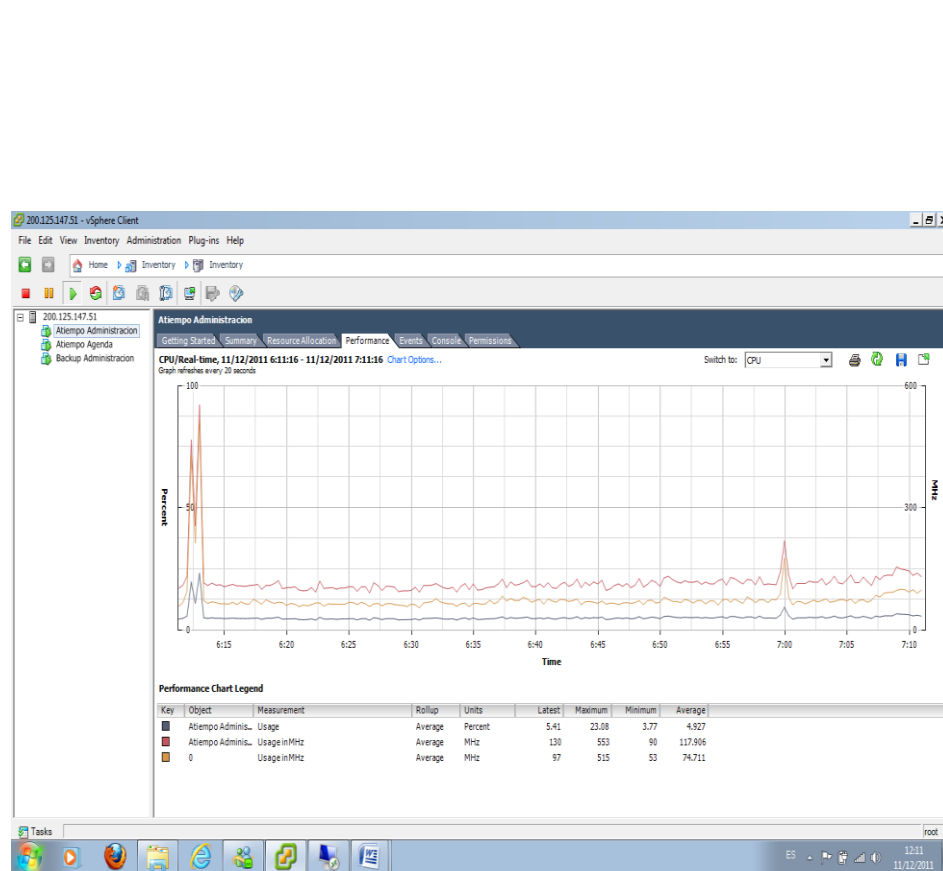 200.125.147.51 - vSphere Client
File Edit View Inventory Administration Plug-ins Help
Home Inventory Inventory
200.125.147.51
Atiempo Administracion
Atiempo Agenda
Backup Administracion
Atiempo Administracion
Getting Started Summary Resource Allocation Performance Events Console Permissions
CPU/Real-time, 11/12/2011 6:11:16 - 11/12/2011 7:11:16 Chart Options...
Switch to: CPU
Graph refreshes every 20 seconds
100 600
Percent
50 300
MHz
0 0
6:15 6:20 6:25 6:30 6:35 6:40 6:45 6:50 6:55 7:00 7:05 7:10
Time
Performance Chart Legend
Key Object Measurement Rollup Units Latest Maximum Minimum Average
Atiempo Adminis... Usage Average Percent 5.41 23.08 3.77 4.927
Atiempo Adminis... Usage in MHz Average MHz 130 553 90 117.906
0 Usage in MHz Average MHz 97 515 53 74.711
Tasks
root
ES
12:11
11/12/2011